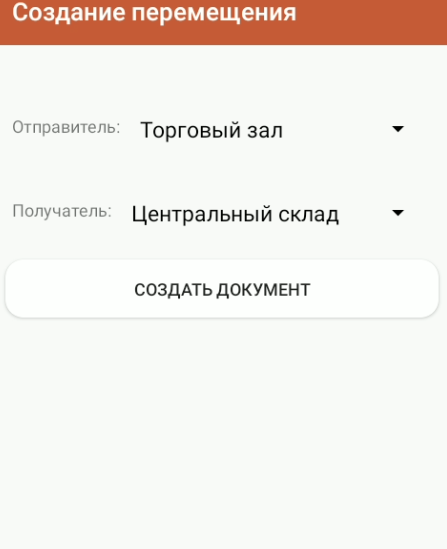 Создание перемещения
Отправитель: Торговый зал
Получатель: Центральный склад
СОЗДАТЬ ДОКУМЕНТ